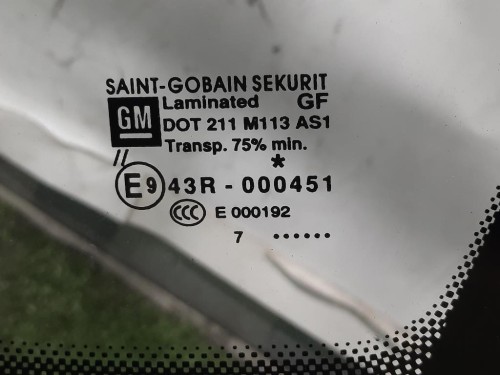 SAINT-GOBAIN SEKURIT
GM Laminated GF
DOT 211 M113 AS1
Transp. 75% min.
//
*
E9 43R - 000451
CCC E 000192
7 ......